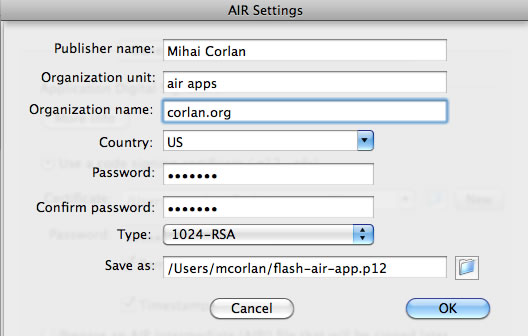 AIR Settings
Publisher name: Mihai Corlan
Organization unit: air apps
Organization name: corlan.org
Country: US
Password: •••••••
Confirm password: •••••••
Type: 1024-RSA
Save as: /Users/mcorlan/flash-air-app.p12
Cancel OK